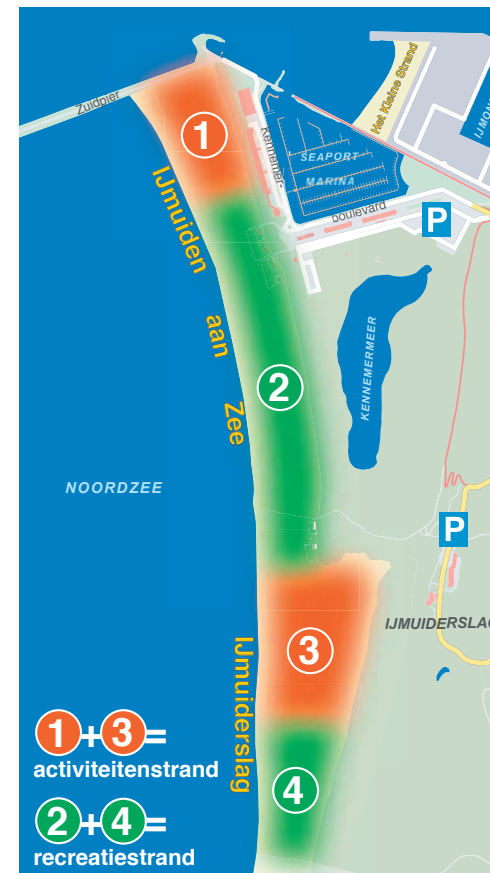 Zuidpier
Het Kleine Strand
1
Kennemer-
SEAPORT
MARINA
boulevard
P
IJmuiden
aan
Zee
2
KENNEMERMEER
NOORDZEE
P
3
IJMUIDERSLAG
IJmuiderslag
4
1+3=
activiteitenstrand
2+4=
recreatiestrand